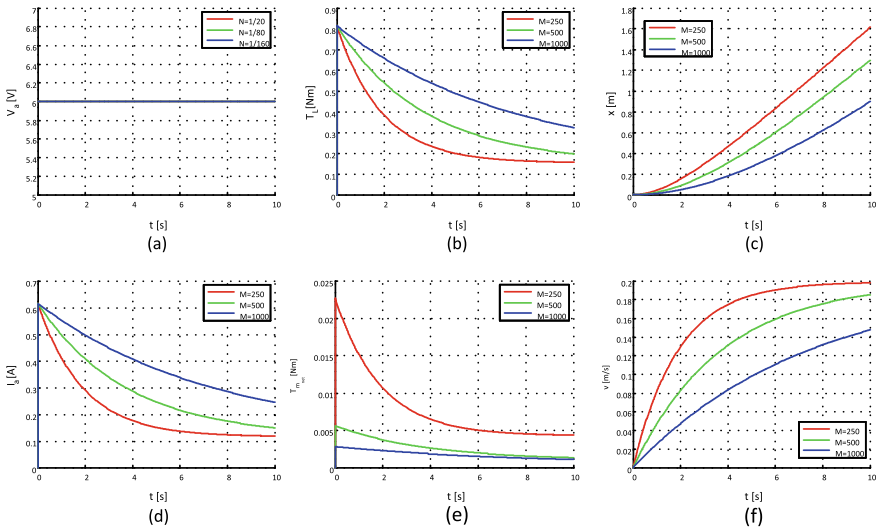 7
6.8
6.6
6.4
6.2
6
5.8
5.6
5.4
5.2
5
0 2 4 6 8 10
V a [V]
t [s]
N=1/20
N=1/80
N=1/160
(a)
0.9
0.8
0.7
0.6
0.5
0.4
0.3
0.2
0.1
0
0 2 4 6 8 10
T L [Nm]
t [s]
M=250
M=500
M=1000
(b)
1.8
1.6
1.4
1.2
1
0.8
0.6
0.4
0.2
0
0 2 4 6 8 10
x [m]
t [s]
M=250
M=500
M=1000
(c)
0.7
0.6
0.5
0.4
0.3
0.2
0.1
0
0 2 4 6 8 10
I a [A]
t [s]
M=250
M=500
M=1000
(d)
0.025
0.02
0.015
0.01
0.005
0
0 2 4 6 8 10
T m [Nm]
t [s]
M=250
M=500
M=1000
(e)
0.2
0.18
0.16
0.14
0.12
0.1
0.08
0.06
0.04
0.02
0
0 2 4 6 8 10
v [m/s]
t [s]
M=250
M=500
M=1000
(f)